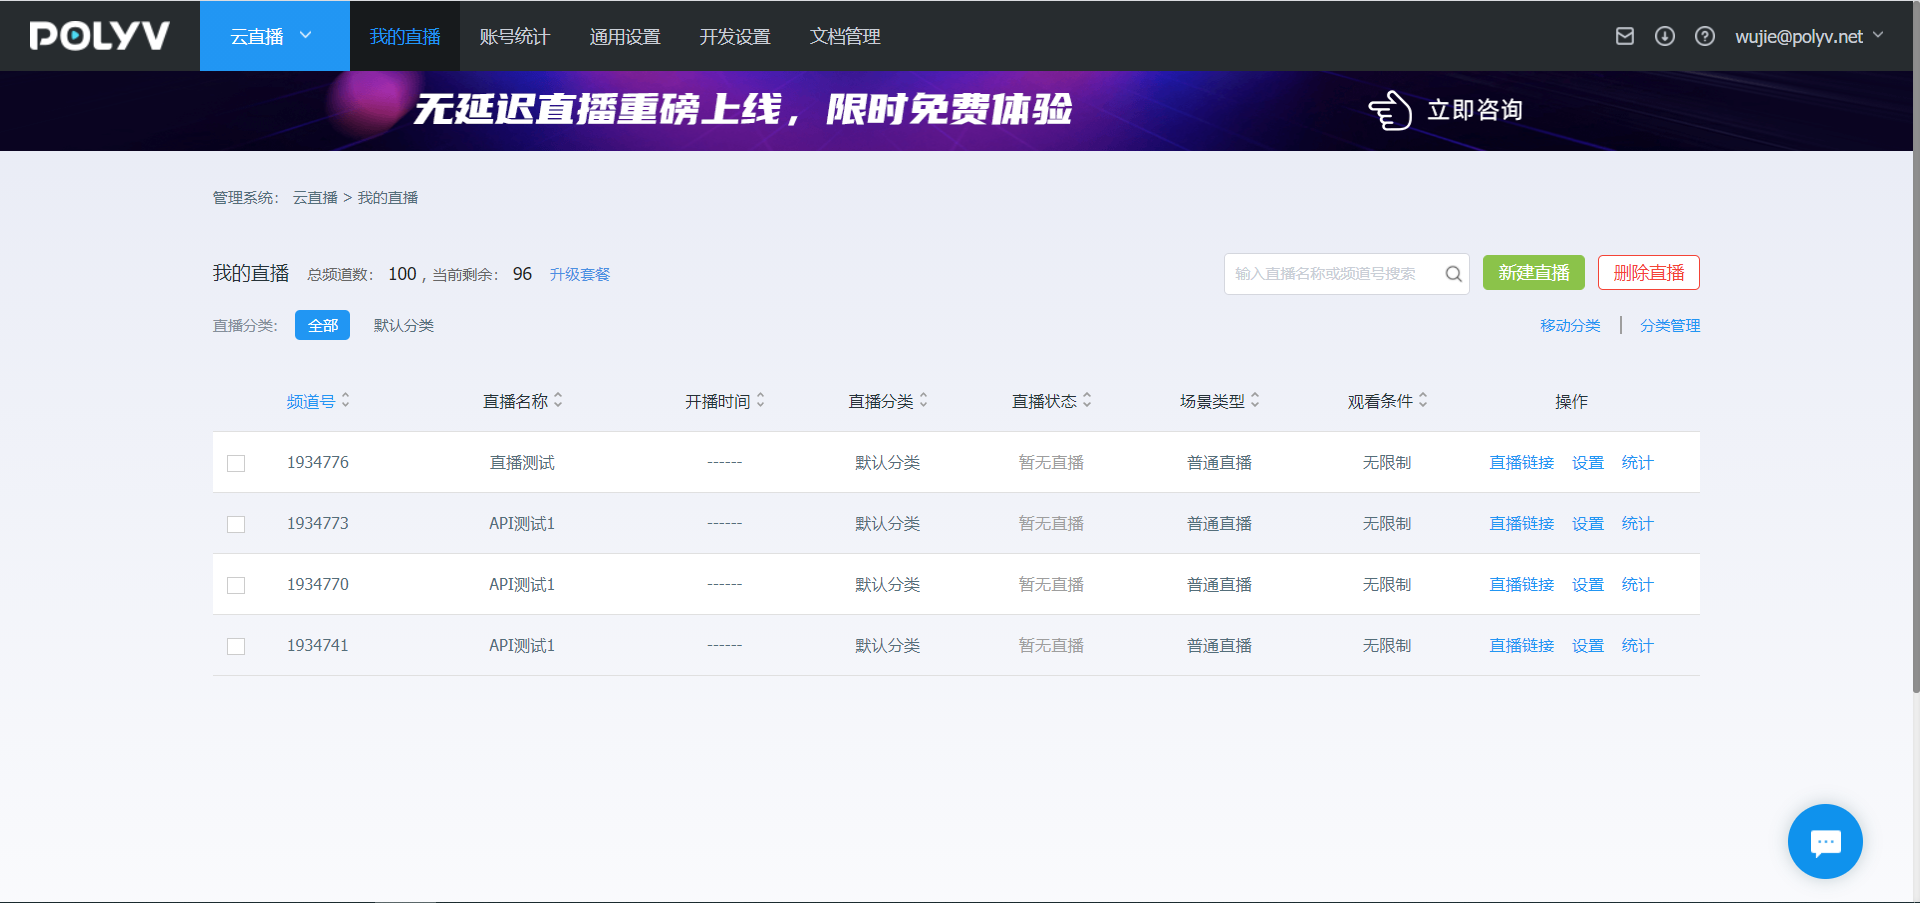 POLYV 云直播 我的直播 账号统计 通用设置 开发设置 文档管理 wujie@polyv.net
无延迟直播重磅上线，限时免费体验 立即咨询
管理系统： 云直播 > 我的直播
我的直播 总频道数： 100 , 当前剩余： 96 升级套餐 输入直播名称或频道号搜索 新建直播 删除直播
直播分类: 全部 默认分类 移动分类 | 分类管理
频道号 直播名称 开播时间 直播分类 直播状态 场景类型 观看条件 操作
1934776 直播测试 ------ 默认分类 暂无直播 普通直播 无限制 直播链接 设置 统计
1934773 API测试1 ------ 默认分类 暂无直播 普通直播 无限制 直播链接 设置 统计
1934770 API测试1 ------ 默认分类 暂无直播 普通直播 无限制 直播链接 设置 统计
1934741 API测试1 ------ 默认分类 暂无直播 普通直播 无限制 直播链接 设置 统计